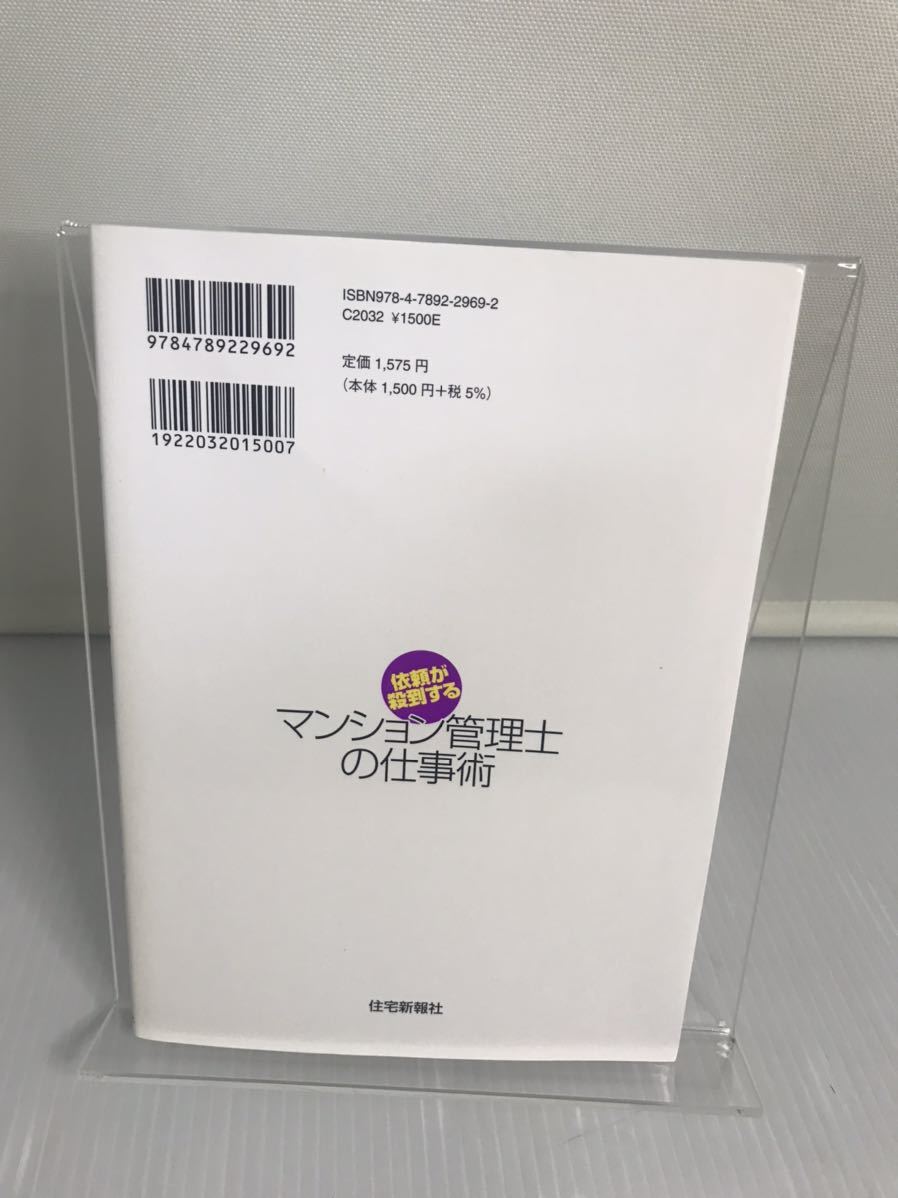 9784789229692
1922032015007
ISBN978-4-7892-2969-2
C2032 ¥1500E
定価 1,575 円
（本体 1,500 円＋税 5%）
依頼が
殺到する
マンション管理士
の仕事術
住宅新報社